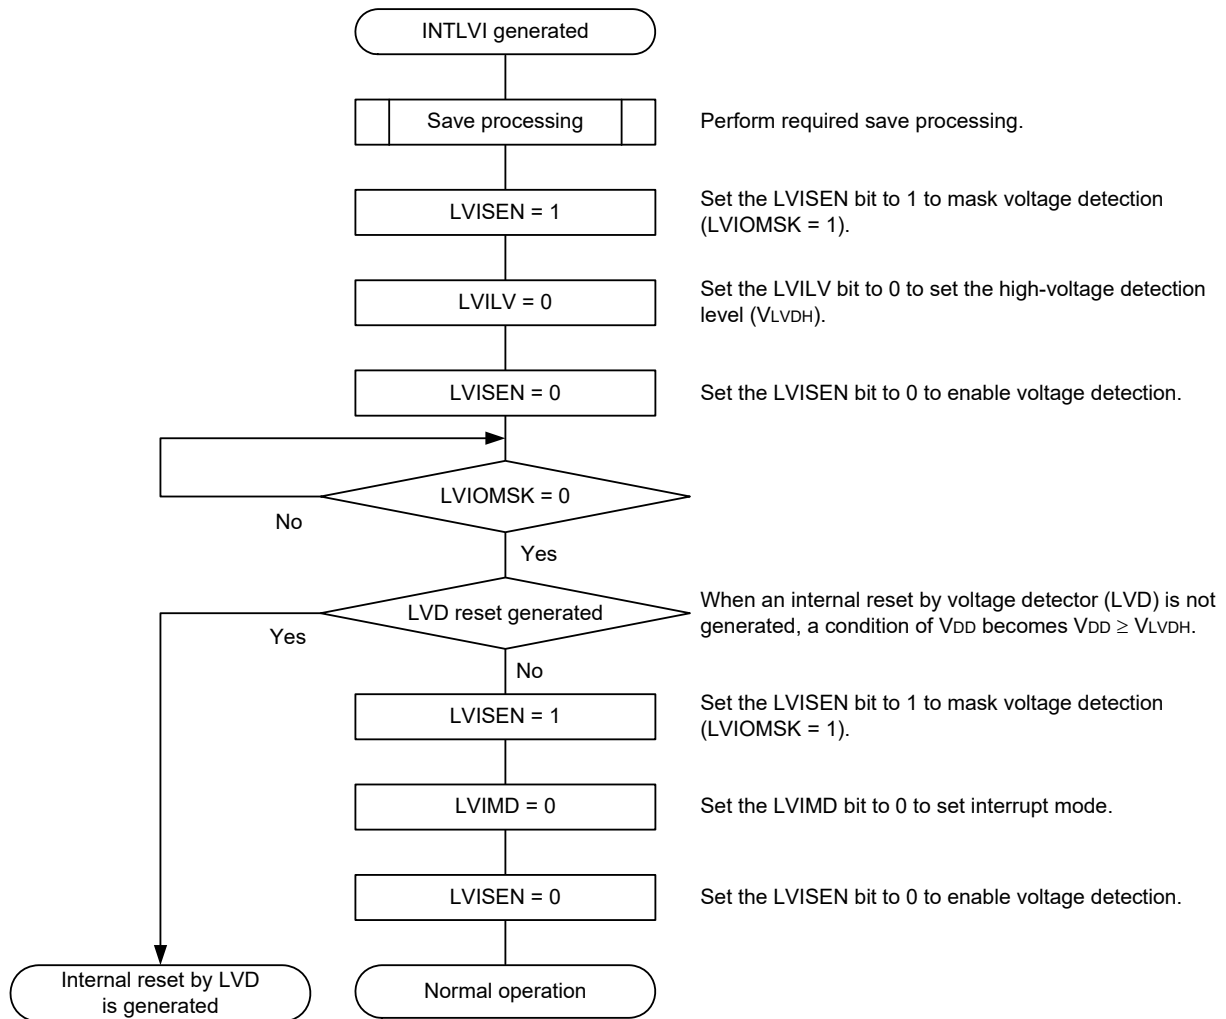 INTLVI generated
Save processing
Perform required save processing.
LVISEN = 1
Set the LVISEN bit to 1 to mask voltage detection
(LVIOMSK = 1).
LVILV = 0
Set the LVILV bit to 0 to set the high-voltage detection
level (VLVDH).
LVISEN = 0
Set the LVISEN bit to 0 to enable voltage detection.
LVIOMSK = 0
No
Yes
LVD reset generated
When an internal reset by voltage detector (LVD) is not
generated, a condition of VDD becomes VDD ≥ VLVDH.
Yes
No
LVISEN = 1
Set the LVISEN bit to 1 to mask voltage detection
(LVIOMSK = 1).
LVIMD = 0
Set the LVIMD bit to 0 to set interrupt mode.
LVISEN = 0
Set the LVISEN bit to 0 to enable voltage detection.
Internal reset by LVD
is generated
Normal operation